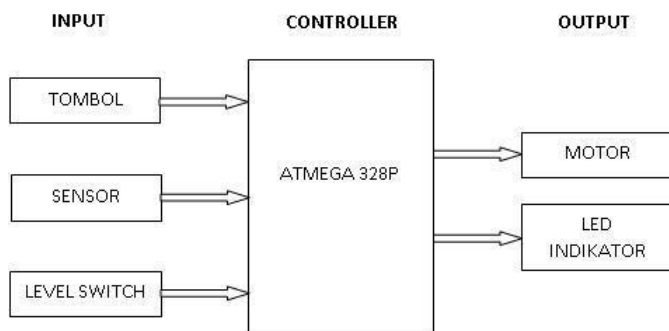 INPUT
CONTROLLER
OUTPUT
TOMBOL
SENSOR
LEVEL SWITCH
ATMEGA 328P
MOTOR
LED
INDIKATOR